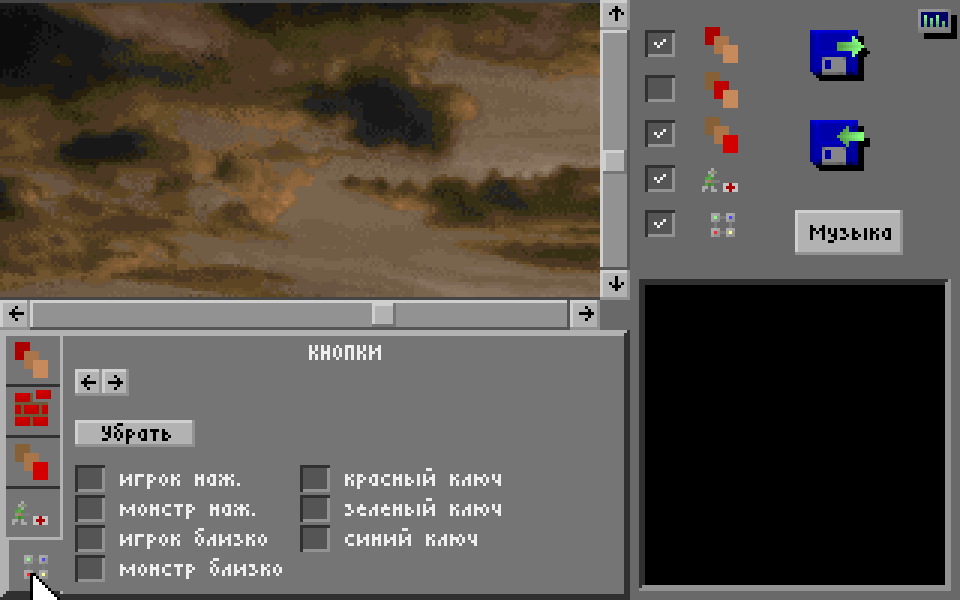 Музыка
КНОПКИ
Убрать
игрок наж.
красный ключ
монстр наж.
зеленый ключ
игрок близко
синий ключ
монстр близко